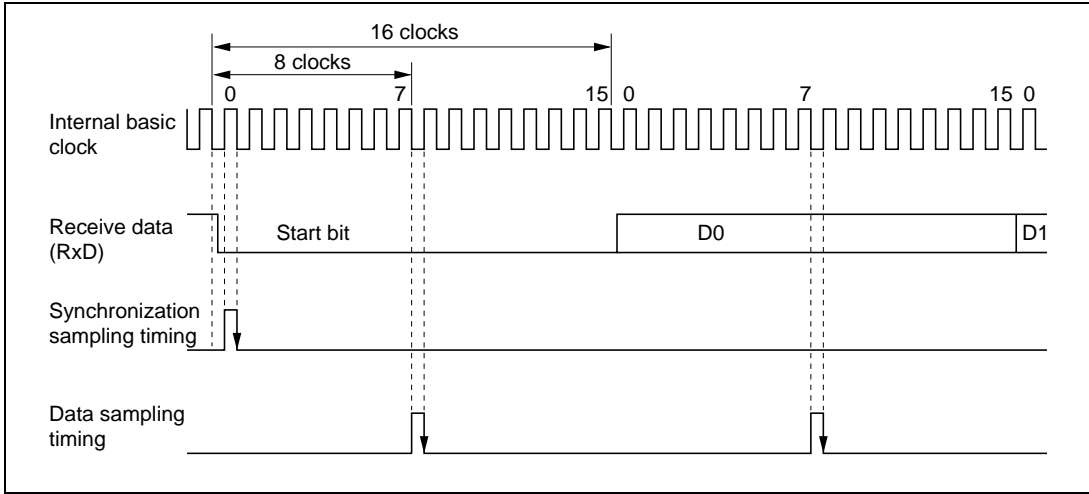 16 clocks
8 clocks
0 7 15 0 7 15 0
Internal basic
clock
Receive data
(RxD)
Start bit D0 D1
Synchronization
sampling timing
Data sampling
timing